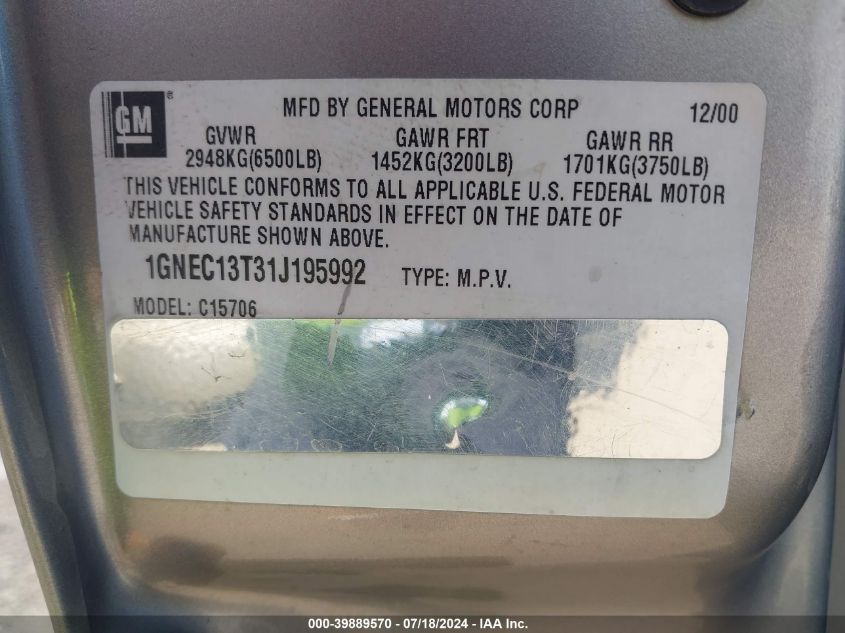 GM ®
MFD BY GENERAL MOTORS CORP 12/00
GVWR GAWR FRT GAWR RR
2948KG(6500LB) 1452KG(3200LB) 1701KG(3750LB)
THIS VEHICLE CONFORMS TO ALL APPLICABLE U.S. FEDERAL MOTOR
VEHICLE SAFETY STANDARDS IN EFFECT ON THE DATE OF
MANUFACTURE SHOWN ABOVE.
1GNEC13T31J195992 TYPE: M.P.V.
MODEL: C15706
000-39889570 - 07/18/2024 - © IAA, Inc.